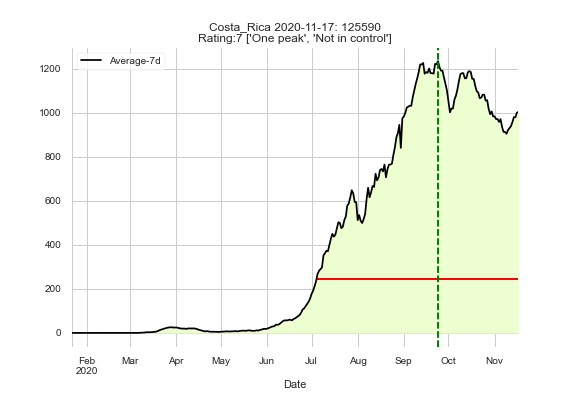 Costa_Rica 2020-11-17: 125590
Rating:7 ['One peak', 'Not in control']
Average-7d
1200
1000
800
600
400
200
0
Feb Mar Apr May Jun Jul Aug Sep Oct Nov
2020
Date